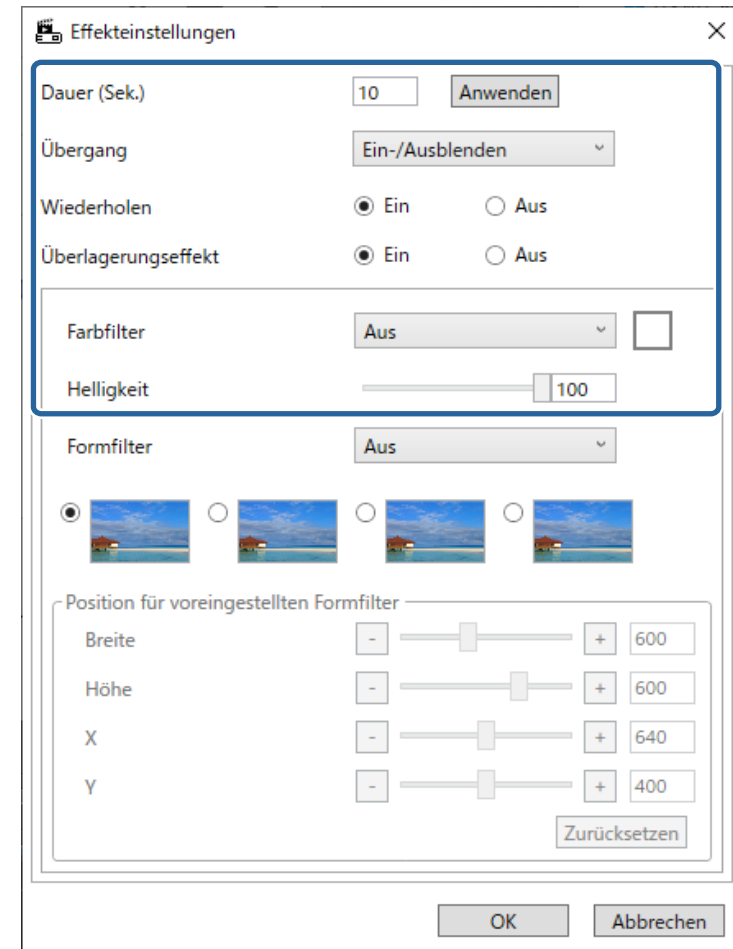 Effekteinstellungen
Dauer (Sek.) 10 Anwenden
Übergang Ein-/Ausblenden
Wiederholen Ein Aus
Überlagerungseffekt Ein Aus
Farbfilter Aus
Helligkeit 100
Formfilter Aus
Position für voreingestellten Formfilter
Breite - + 600
Höhe - + 600
X - + 640
Y - + 400
Zurücksetzen
OK Abbrechen